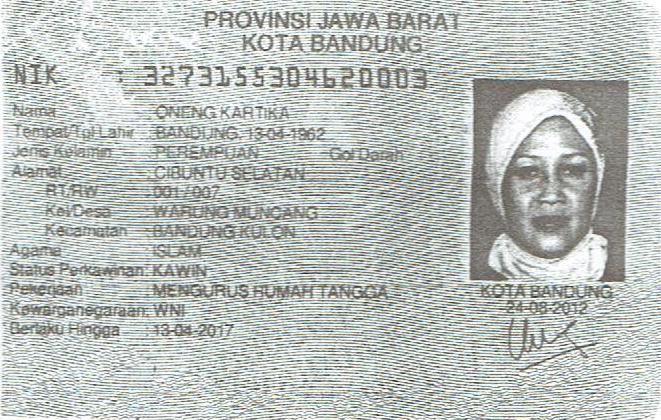 PROVINSI JAWA BARAT
KOTA BANDUNG
NIK : 3273155304620003
Nama : ONENG KARTIKA
Tempat/Tgl Lahir : BANDUNG, 13-04-1962
Jenis Kelamin : PEREMPUAN Gol Darah
Alamat : CIBUNTU SELATAN
RT/RW : 001 / 007
Kel/Desa : WARUNG MUNCANG
Kecamatan : BANDUNG KULON
Agama : ISLAM
Status Perkawinan: KAWIN
Pekerjaan : MENGURUS RUMAH TANGGA
Kewarganegaraan: WNI
Berlaku Hingga : 13-04-2017
KOTA BANDUNG
24-08-2012